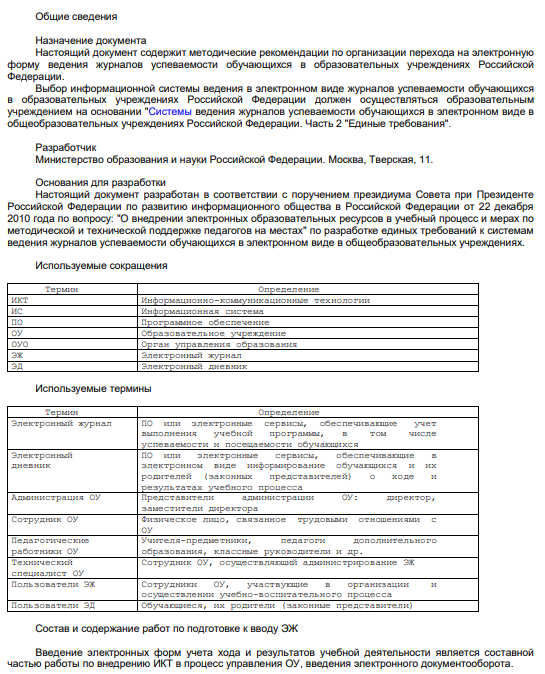 Общие сведения
Назначение документа
Настоящий документ содержит методические рекомендации по организации перехода на электронную
форму ведения журналов успеваемости обучающихся в образовательных учреждениях Российской
Федерации.
Выбор информационной системы ведения в электронном виде журналов успеваемости обучающихся
в образовательных учреждениях Российской Федерации должен осуществляться образовательным
учреждением на основании "Системы ведения журналов успеваемости обучающихся в электронном виде в
общеобразовательных учреждениях Российской Федерации. Часть 2 "Единые требования".
Разработчик
Министерство образования и науки Российской Федерации. Москва, Тверская, 11.
Основания для разработки
Настоящий документ разработан в соответствии с поручением президиума Совета при Президенте
Российской Федерации по развитию информационного общества в Российской Федерации от 22 декабря
2010 года по вопросу: "О внедрении электронных образовательных ресурсов в учебный процесс и мерах по
методической и технической поддержке педагогов на местах" по разработке единых требований к системам
ведения журналов успеваемости обучающихся в электронном виде в общеобразовательных учреждениях.
Используемые сокращения
Термин Определение
ИКТ Информационно-коммуникационные технологии
ИС Информационная система
ПО Программное обеспечение
ОУ Образовательное учреждение
ОУО Орган управления образования
ЭЖ Электронный журнал
ЭД Электронный дневник
Используемые термины
Термин Определение
Электронный журнал ПО или электронные сервисы, обеспечивающие учет
выполнения учебной программы, в том числе
успеваемости и посещаемости обучающихся
Электронный ПО или электронные сервисы, обеспечивающие в
дневник электронном виде информирование обучающихся и их
родителей (законных представителей) о ходе и
результатах учебного процесса
Администрация ОУ Представители администрации ОУ: директор,
заместители директора
Сотрудник ОУ Физическое лицо, связанное трудовыми отношениями с
ОУ
Педагогические Учителя-предметники, педагоги дополнительного
работники ОУ образования, классные руководители и др.
Технический Сотрудник ОУ, осуществляющий администрирование ЭЖ
специалист ОУ
Пользователи ЭЖ Сотрудники ОУ, участвующие в организации и
осуществлении учебно-воспитательного процесса
Пользователи ЭД Обучающиеся, их родители (законные представители)
Состав и содержание работ по подготовке к вводу ЭЖ
Введение электронных форм учета хода и результатов учебной деятельности является составной
частью работы по внедрению ИКТ в процесс управления ОУ, введения электронного документооборота.